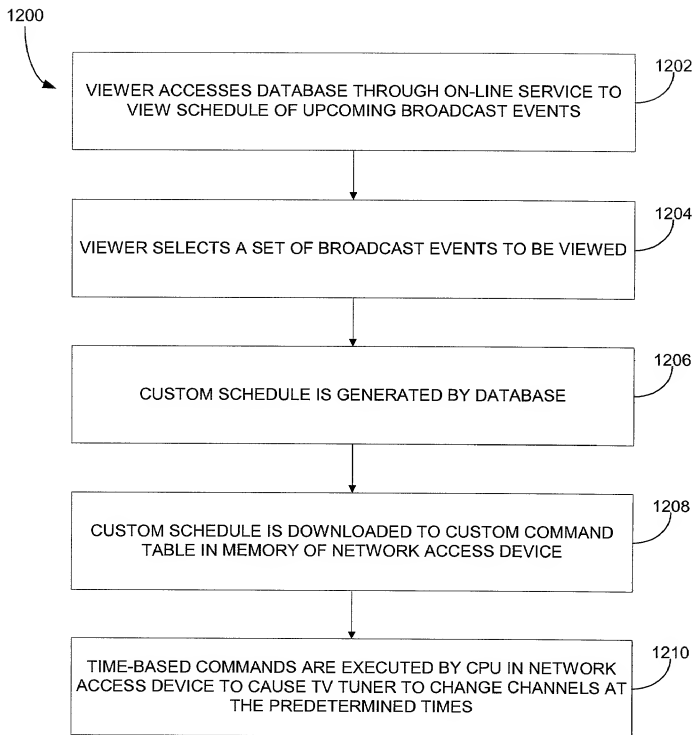 1200
1202
VIEWER ACCESSES DATABASE THROUGH ON-LINE SERVICE TO
VIEW SCHEDULE OF UPCOMING BROADCAST EVENTS
1204
VIEWER SELECTS A SET OF BROADCAST EVENTS TO BE VIEWED
1206
CUSTOM SCHEDULE IS GENERATED BY DATABASE
1208
CUSTOM SCHEDULE IS DOWNLOADED TO CUSTOM COMMAND
TABLE IN MEMORY OF NETWORK ACCESS DEVICE
1210
TIME-BASED COMMANDS ARE EXECUTED BY CPU IN NETWORK
ACCESS DEVICE TO CAUSE TV TUNER TO CHANGE CHANNELS AT
THE PREDETERMINED TIMES